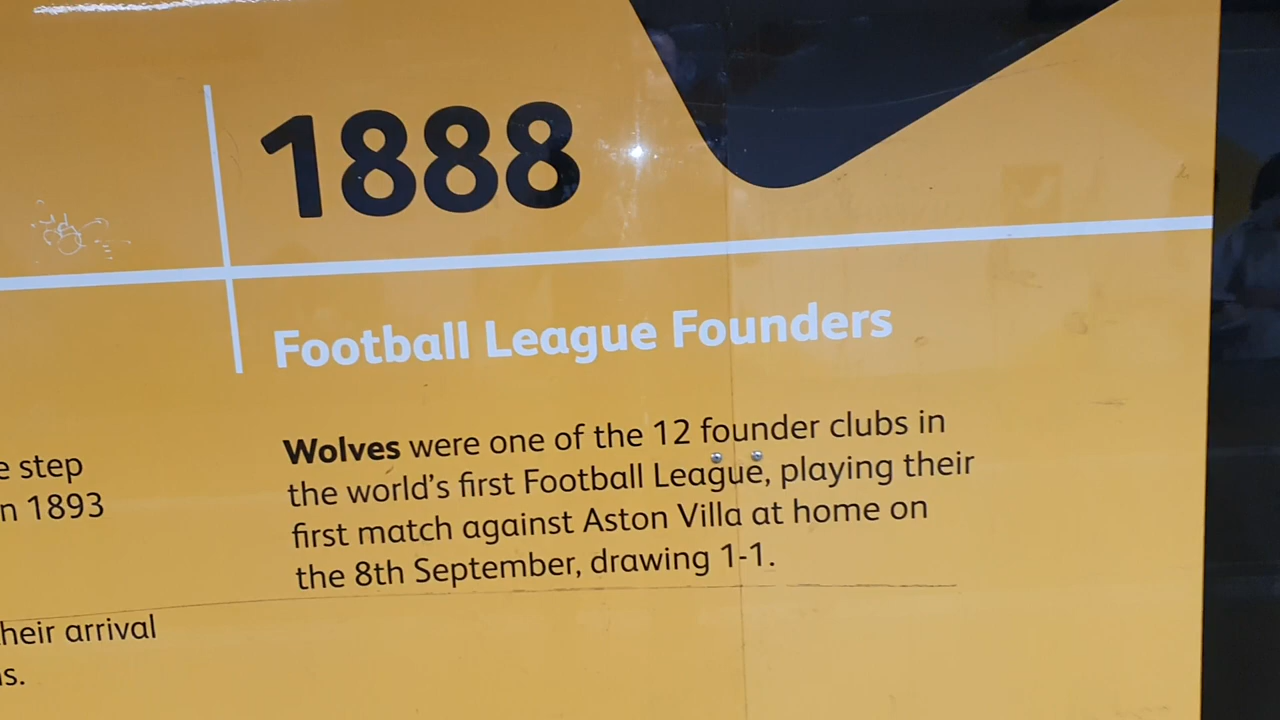 1888
Football League Founders
Wolves were one of the 12 founder clubs in
the world's first Football League, playing their
first match against Aston Villa at home on
the 8th September, drawing 1-1.
step
1893
arrival